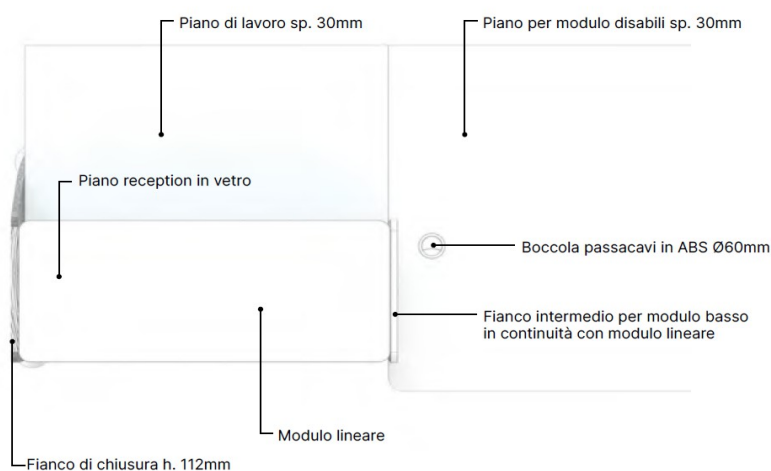 Piano di lavoro sp. 30mm
Piano per modulo disabili sp. 30mm
Piano reception in vetro
Boccola passacavi in ABS Ø60mm
Fianco intermedio per modulo basso
in continuità con modulo lineare
Modulo lineare
Fianco di chiusura h. 112mm